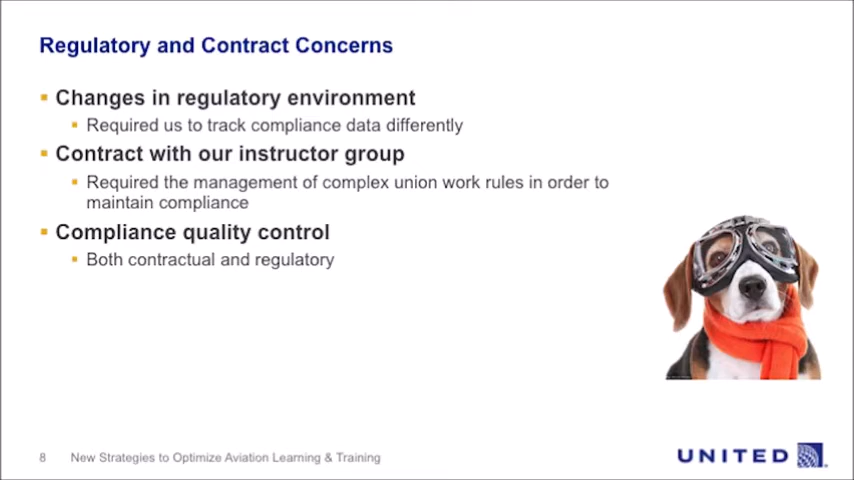 Regulatory and Contract Concerns
Changes in regulatory environment
Required us to track compliance data differently
Contract with our instructor group
Required the management of complex union work rules in order to
maintain compliance
Compliance quality control
Both contractual and regulatory
8 New Strategies to Optimize Aviation Learning & Training
UNITED